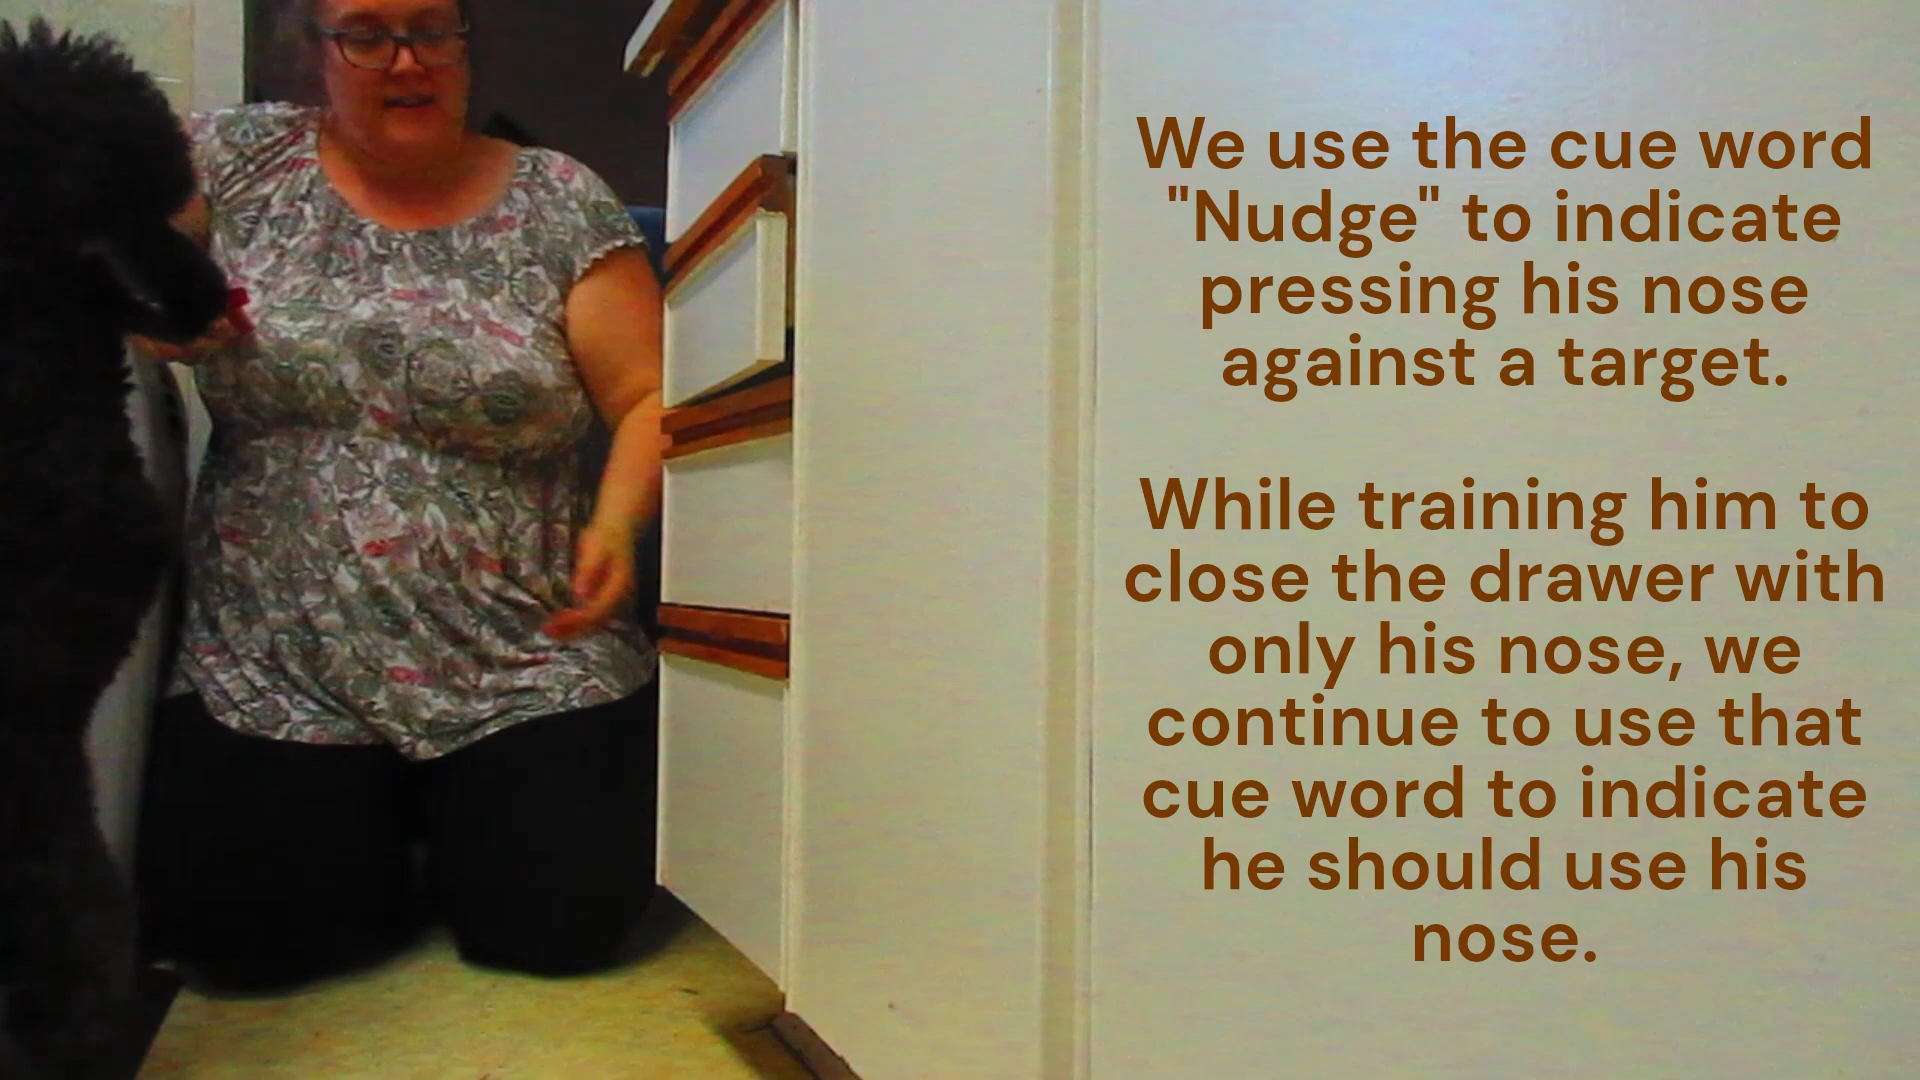 We use the cue word
"Nudge" to indicate
pressing his nose
against a target.
While training him to
close the drawer with
only his nose, we
continue to use that
cue word to indicate
he should use his
nose.